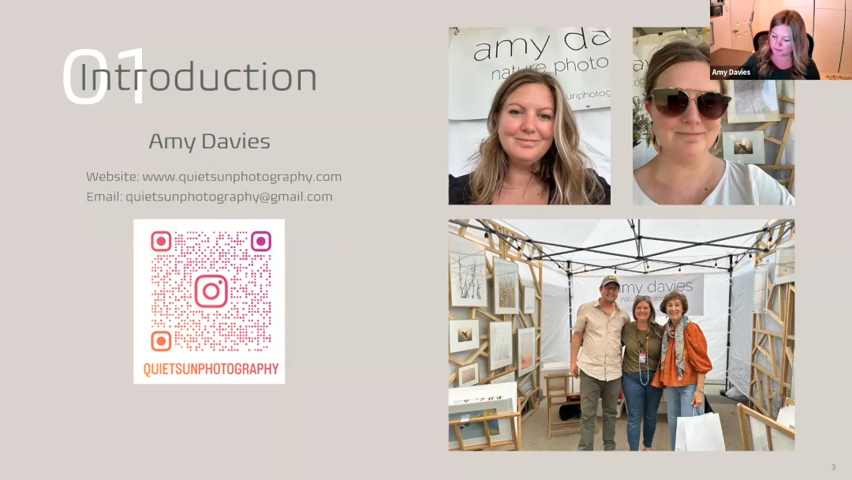 01
Introduction
Amy Davies
Website: www.quietsunphotography.com
Email: quietsunphotography@gmail.com
QUIETSUNPHOTOGRAPHY
amy da
nature photo
sunphotog
Amy Davies
amy davies
3